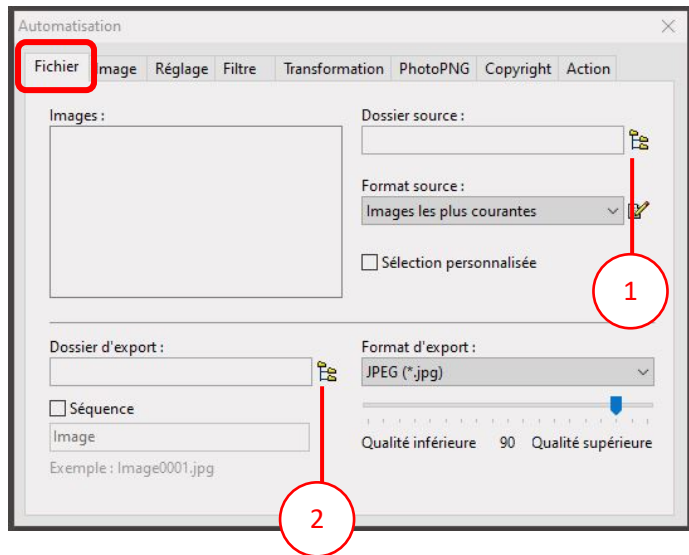 Automatisation
Fichier Image Réglage Filtre Transformation PhotoPNG Copyright Action
Images :
Dossier source :
Format source :
Images les plus courantes
Sélection personnalisée
1
Dossier d'export :
Format d'export :
JPEG (*.jpg)
Séquence
Image
Qualité inférieure 90 Qualité supérieure
Exemple : Image0001.jpg
2